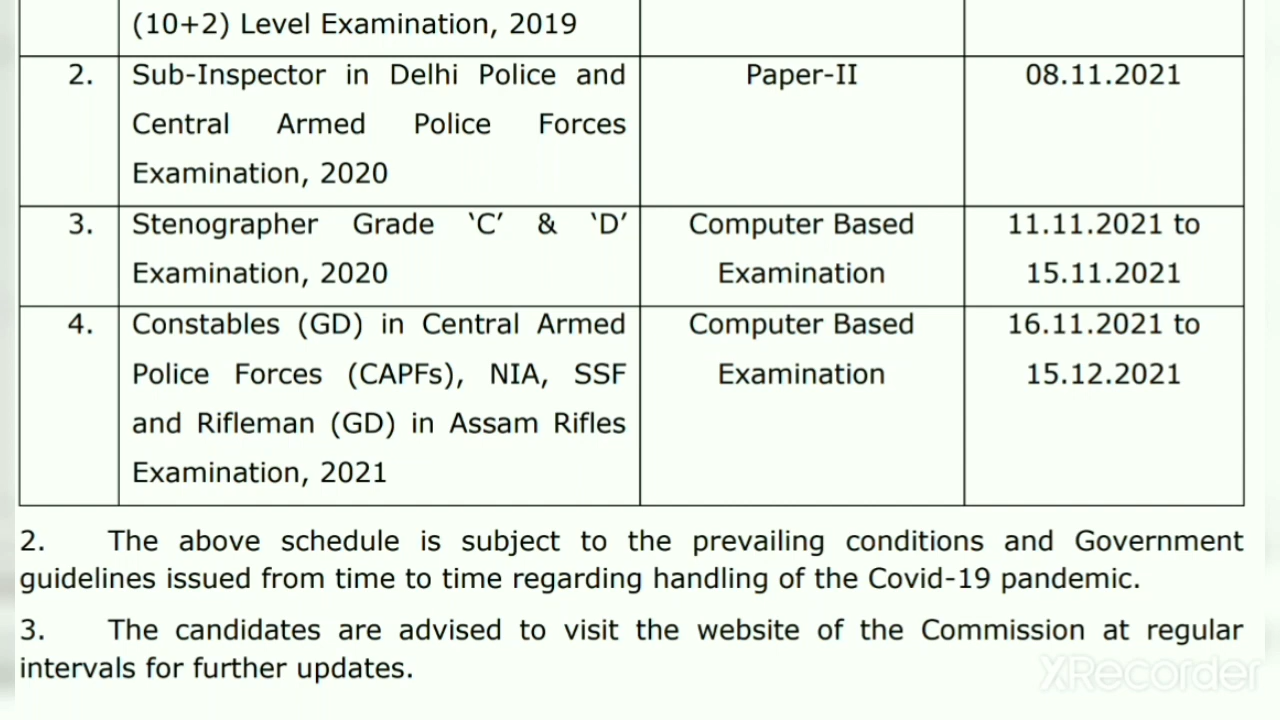 (10+2) Level Examination, 2019
2. Sub-Inspector in Delhi Police and Paper-II 08.11.2021
Central Armed Police Forces
Examination, 2020
3. Stenographer Grade ‘C’ & ‘D’ Computer Based 11.11.2021 to
Examination, 2020 Examination 15.11.2021
4. Constables (GD) in Central Armed Computer Based 16.11.2021 to
Police Forces (CAPFs), NIA, SSF Examination 15.12.2021
and Rifleman (GD) in Assam Rifles
Examination, 2021
2. The above schedule is subject to the prevailing conditions and Government
guidelines issued from time to time regarding handling of the Covid-19 pandemic.
3. The candidates are advised to visit the website of the Commission at regular
intervals for further updates.
XRecorder